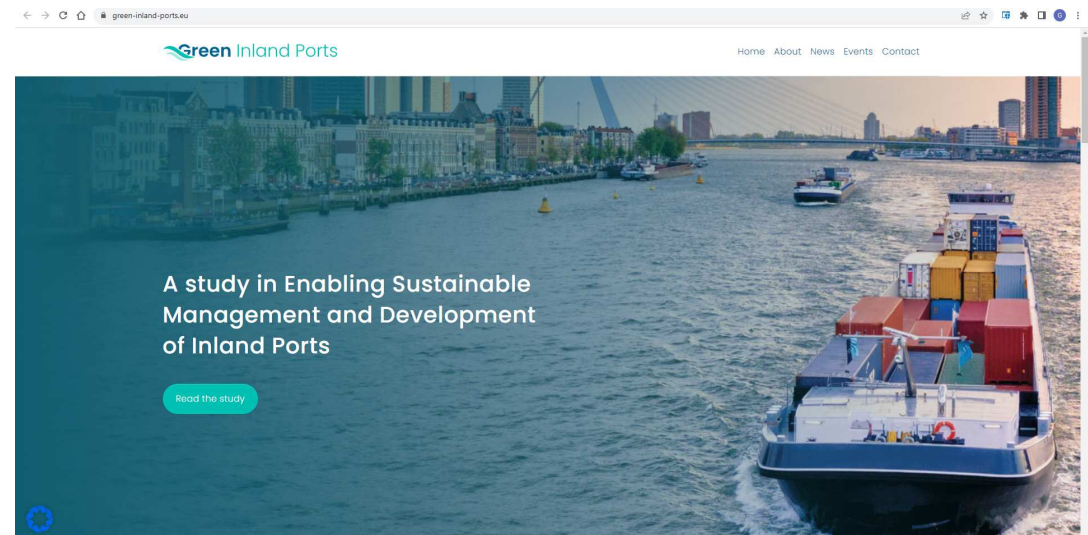 green-inland-ports.eu
G
Green Inland Ports
Home About News Events Contact
A study in Enabling Sustainable
Management and Development
of Inland Ports
Read the study